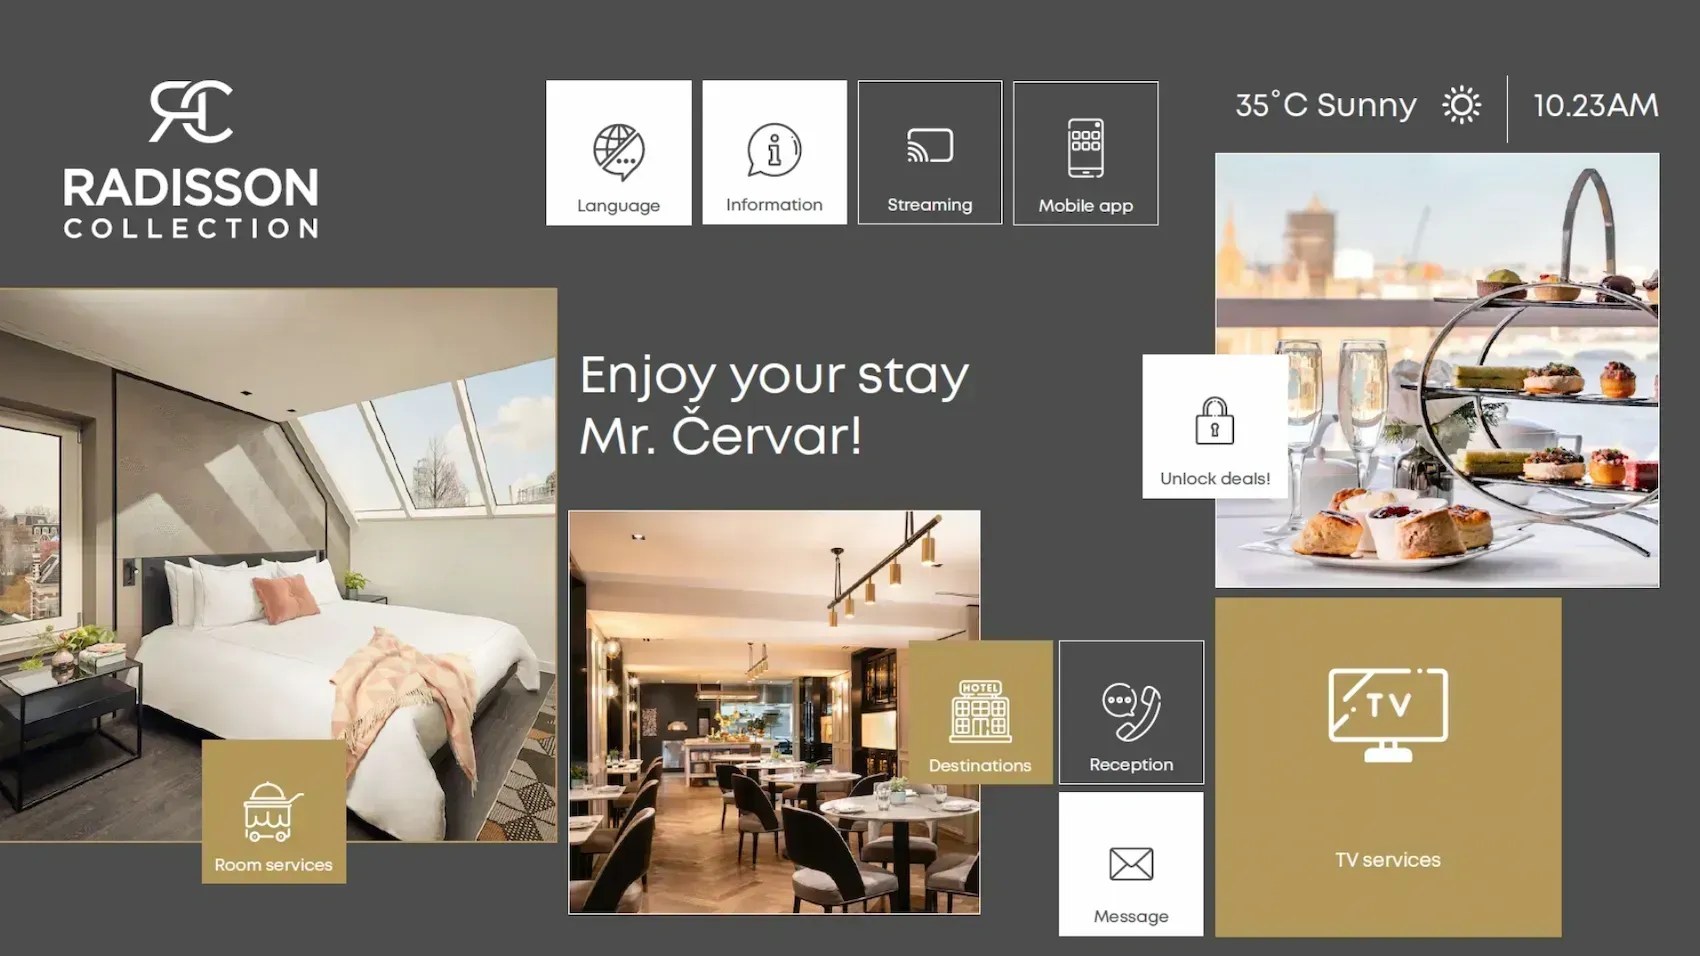 RADISSON
COLLECTION
Language
Information
Streaming
Mobile app
35°C Sunny
10.23AM
Enjoy your stay
Mr. Červar!
Unlock deals!
HOTEL
Destinations
Reception
TV
TV services
Room services
Message